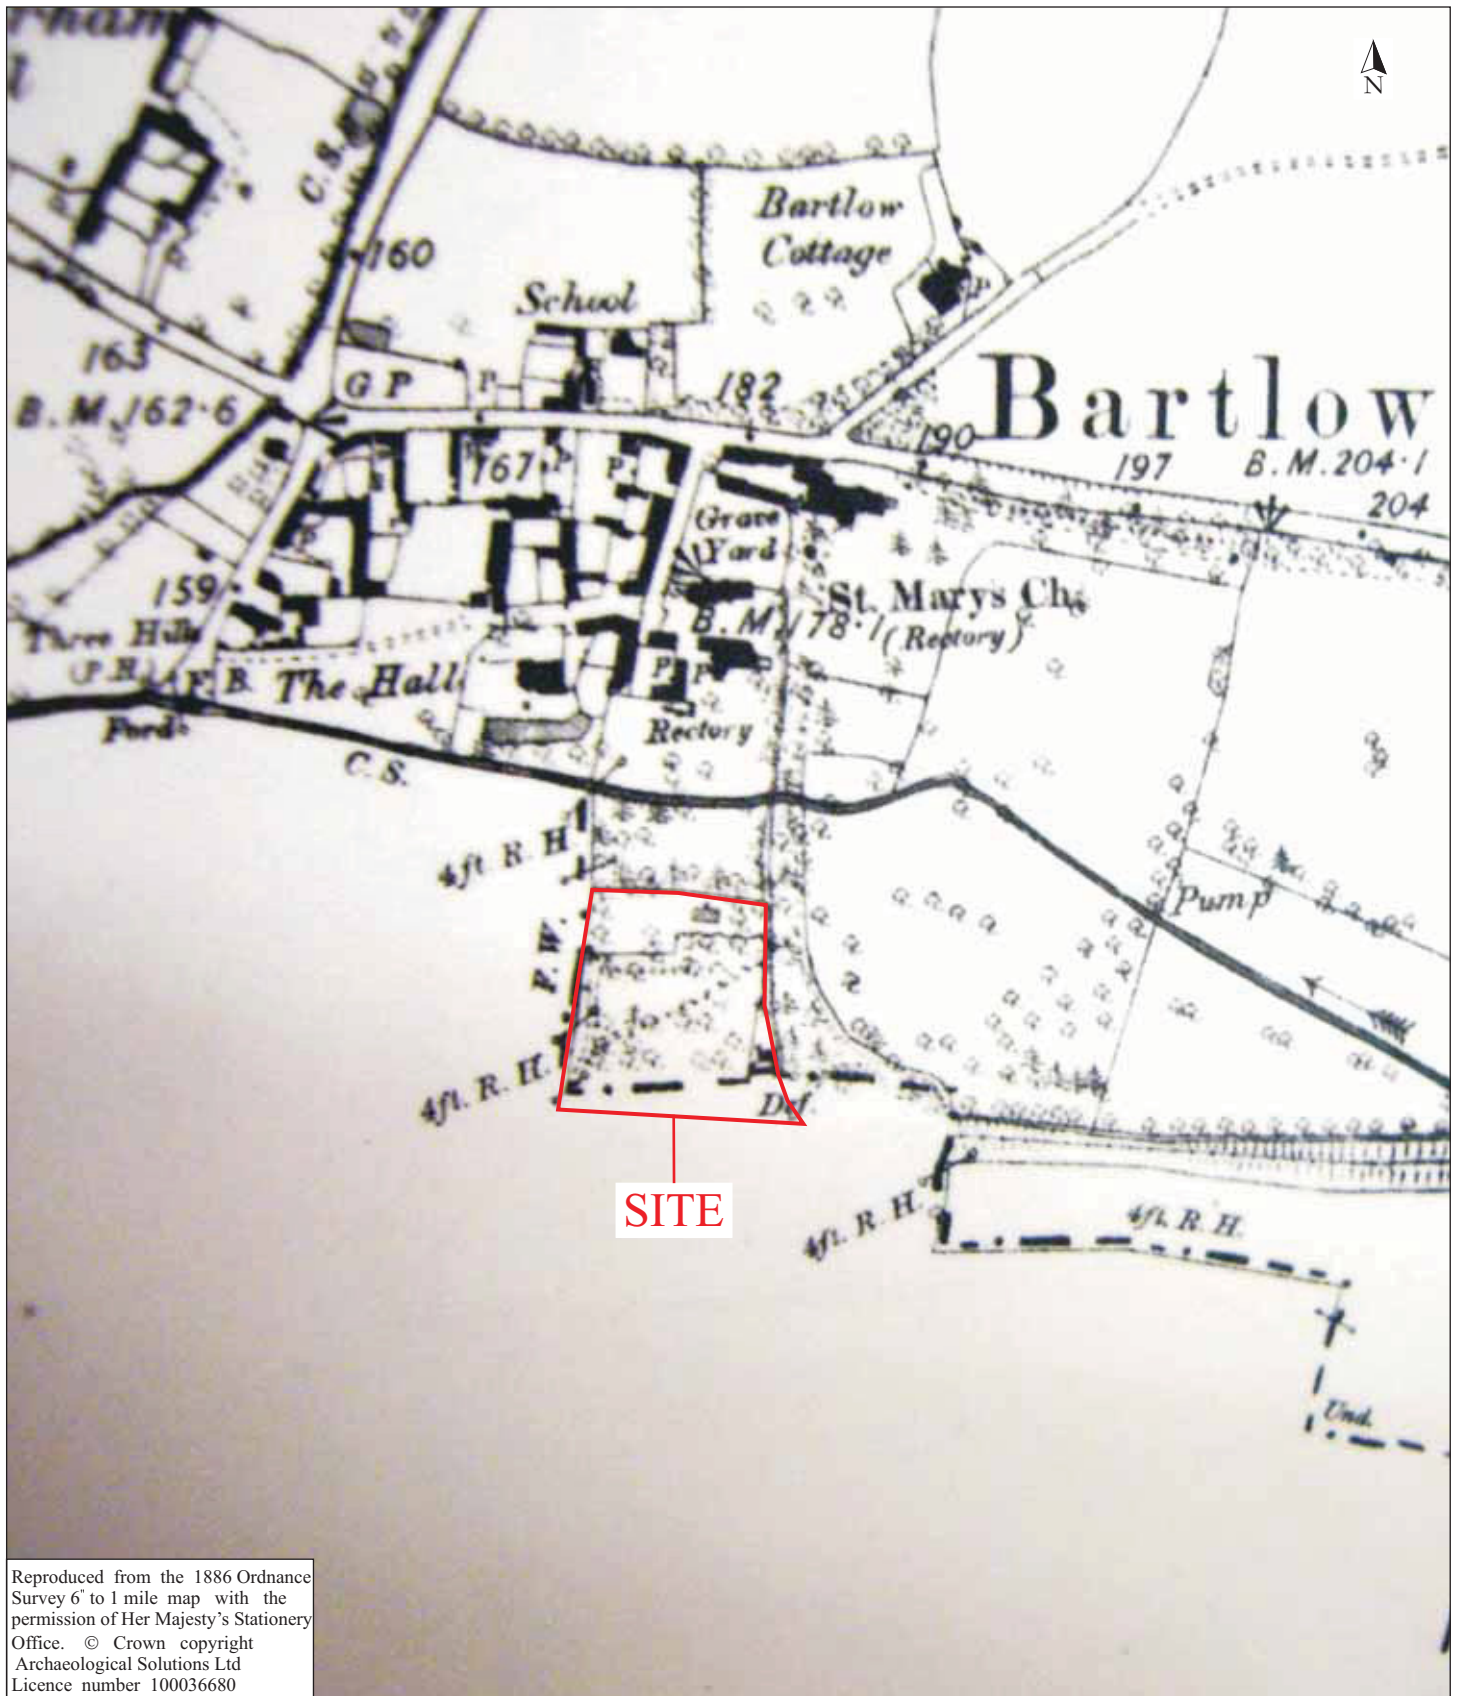 rham
N
Bartlow
Cottage
C. S.
160
School
163
G P
P
182
B.M. 162·6
Bartlow
190
167
P
P.
197
B.M. 204·1
204
Grave
Yard
159
St. Marys Ch.
B.M. 178·1 (Rectory)
Three Hills
(P.H.)
F. B.
The Hall
P
P
Ford
Rectory
C. S.
4ft. R. H.
Pump
F. W.
4ft. R. H.
Def.
SITE
4ft. R. H.
4ft. R. H.
Und.
Reproduced from the 1886 Ordnance
Survey 6" to 1 mile map with the
permission of Her Majesty's Stationery
Office. © Crown copyright
Archaeological Solutions Ltd
Licence number 100036680